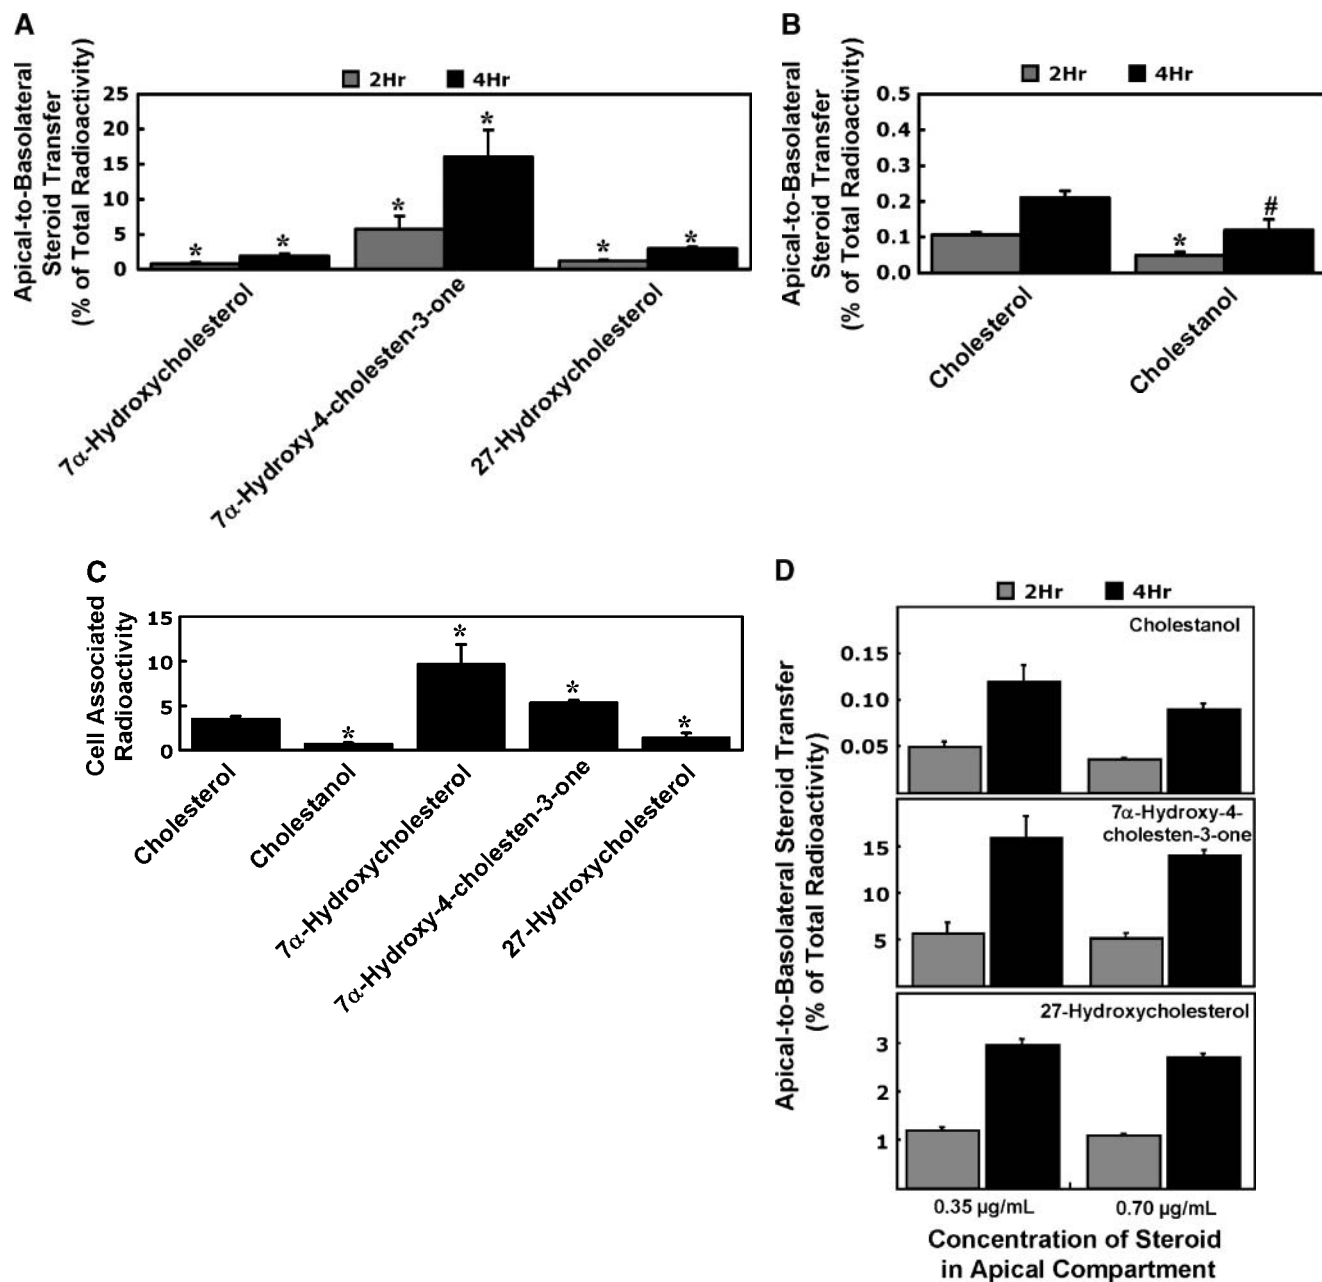 A
Apical-to-Basolateral
Steroid Transfer
(% of Total Radioactivity)
2Hr 4Hr
25
20
15
10
5
0
* * * * * *
7α-Hydroxycholesterol
7α-Hydroxy-4-cholesten-3-one
27-Hydroxycholesterol
B
Apical-to-Basolateral
Steroid Transfer
(% of Total Radioactivity)
2Hr 4Hr
0.5
0.4
0.3
0.2
0.1
0.0
* #
Cholesterol
Cholestanol
C
Cell Associated
Radioactivity
15
10
5
0
* * * *
Cholesterol
Cholestanol
7α-Hydroxycholesterol
7α-Hydroxy-4-cholesten-3-one
27-Hydroxycholesterol
D
Apical-to-Basolateral Steroid Transfer
(% of Total Radioactivity)
2Hr 4Hr
Cholestanol
0.15
0.10
0.05
7α-Hydroxy-4-
cholesten-3-one
15
10
5
27-Hydroxycholesterol
3
2
1
0.35 µg/mL 0.70 µg/mL
Concentration of Steroid
in Apical Compartment